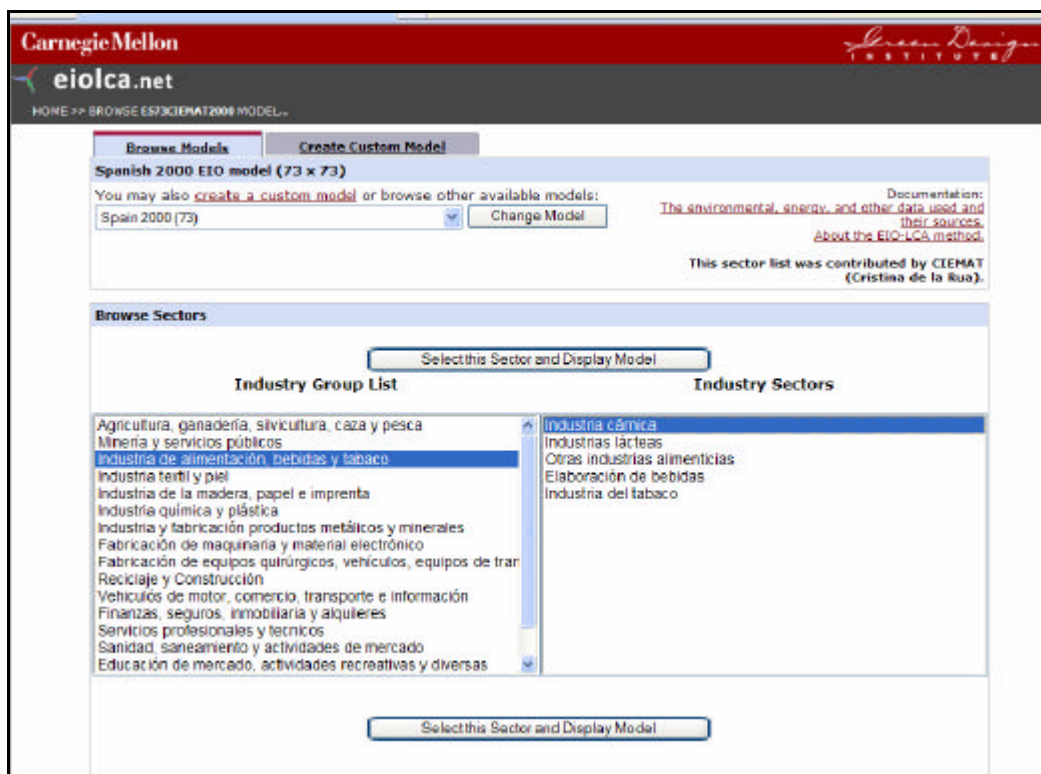 Carnegie Mellon
Green Design
INSTITUTE
eiolca.net
HOME >> BROWSE ES73CIEMAT2000 MODEL..
Browse Models
Create Custom Model
Spanish 2000 EIO model (73 x 73)
You may also create a custom model or browse other available models:
Spain 2000 (73)
Change Model
Documentation:
The environmental, energy, and other data used and
their sources.
About the EIO-LCA method.
This sector list was contributed by CIEMAT
(Cristina de la Rua).
Browse Sectors
Select this Sector and Display Model
Industry Group List
Industry Sectors
Agricultura, ganadería, silvicultura, caza y pesca
Minería y servicios públicos
Industria de alimentación, bebidas y tabaco
Industria textil y piel
Industria de la madera, papel e imprenta
Industria química y plástica
Industria y fabricación productos metálicos y minerales
Fabricación de maquinaria y material electrónico
Fabricación de equipos quirúrgicos, vehículos, equipos de tran
Reciclaje y Construcción
Vehículos de motor, comercio, transporte e información
Finanzas, seguros, inmobiliaria y alquileres
Servicios profesionales y tecnicos
Sanidad, saneamiento y actividades de mercado
Educación de mercado, actividades recreativas y diversas
Industria cárnica
Industrias lácteas
Otras industrias alimenticias
Elaboración de bebidas
Industria del tabaco
Select this Sector and Display Model